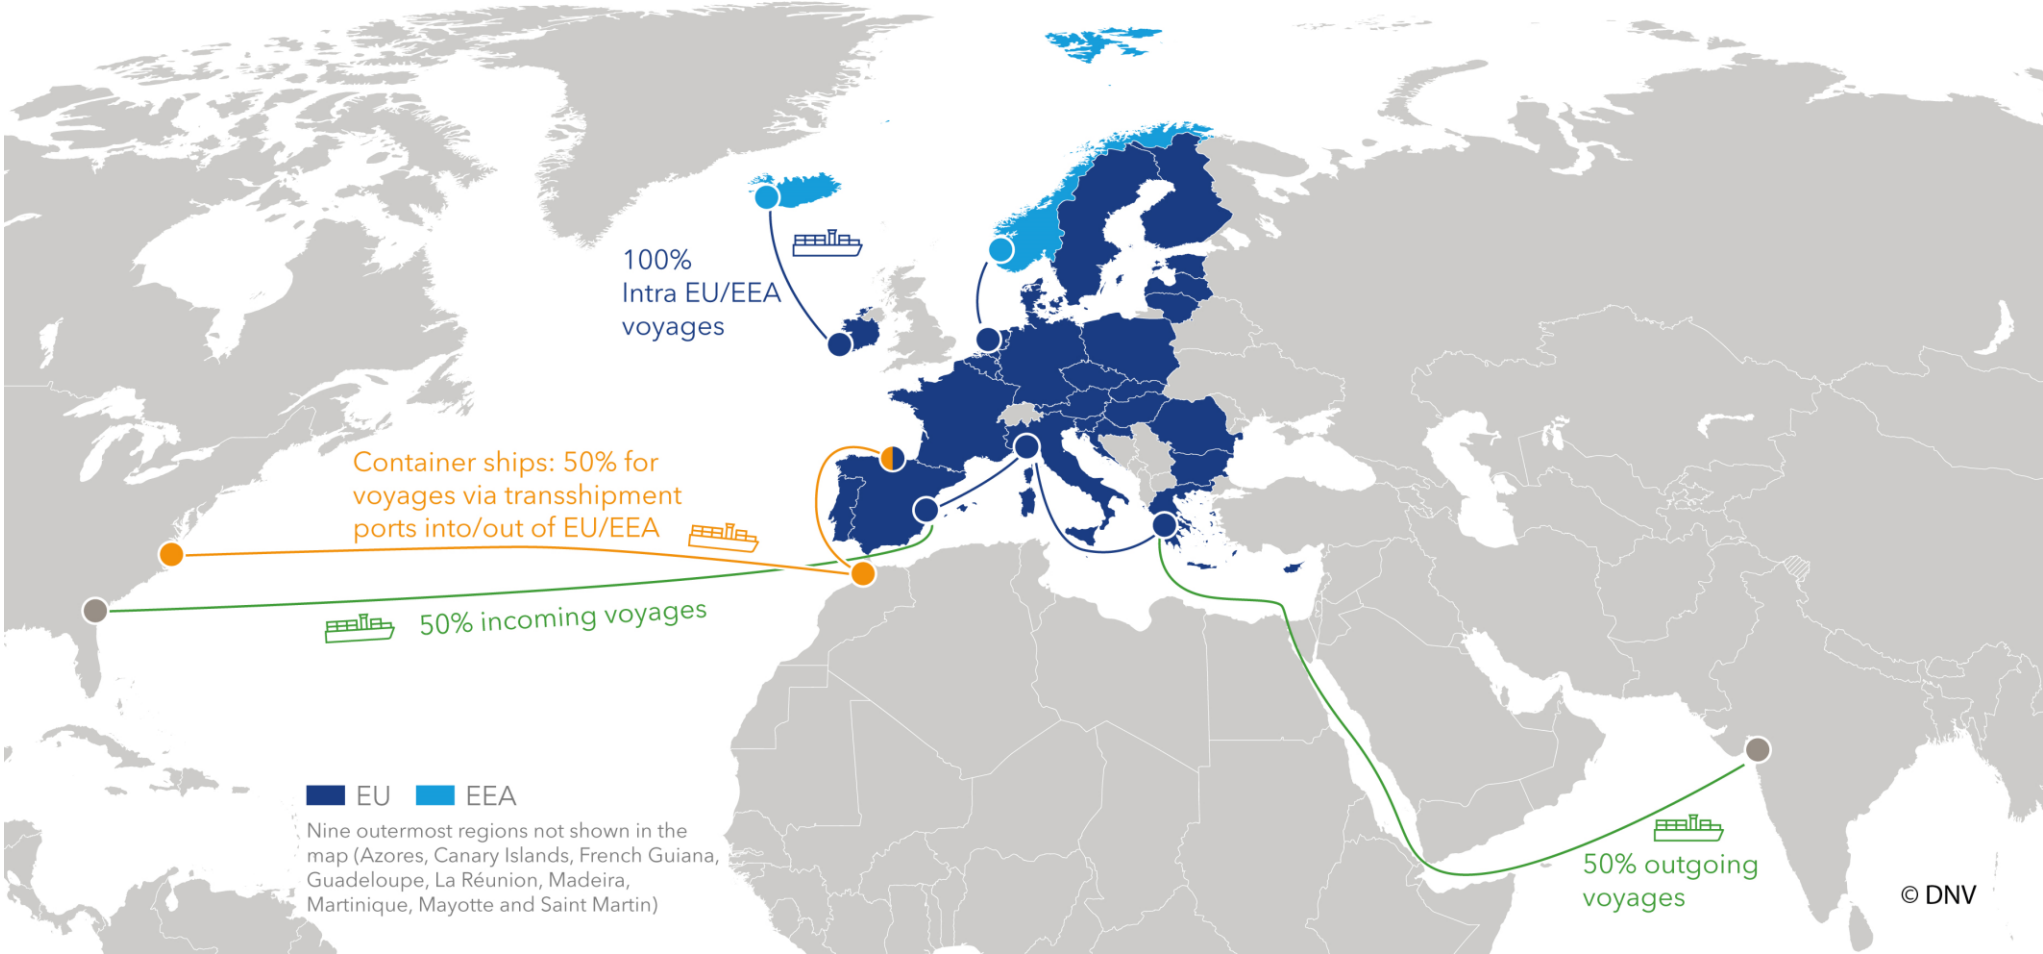 100%
Intra EU/EEA
voyages
Container ships: 50% for
voyages via transshipment
ports into/out of EU/EEA
50% incoming voyages
EU
EEA
Nine outermost regions not shown in the
map (Azores, Canary Islands, French Guiana,
Guadeloupe, La Réunion, Madeira,
Martinique, Mayotte and Saint Martin)
50% outgoing
voyages
© DNV